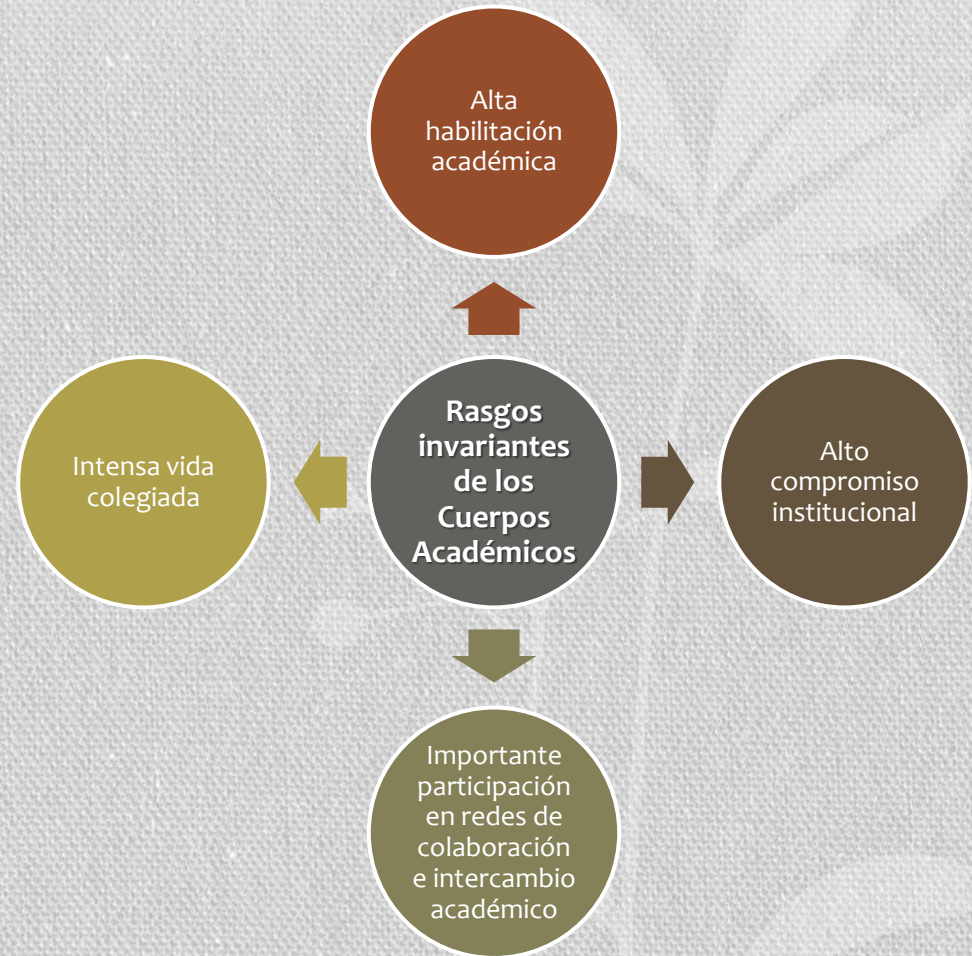 Alta
habilitación
académica
Intensa vida
colegiada
Rasgos
invariantes
de los
Cuerpos
Académicos
Alto
compromiso
institucional
Importante
participación
en redes de
colaboración
e intercambio
académico